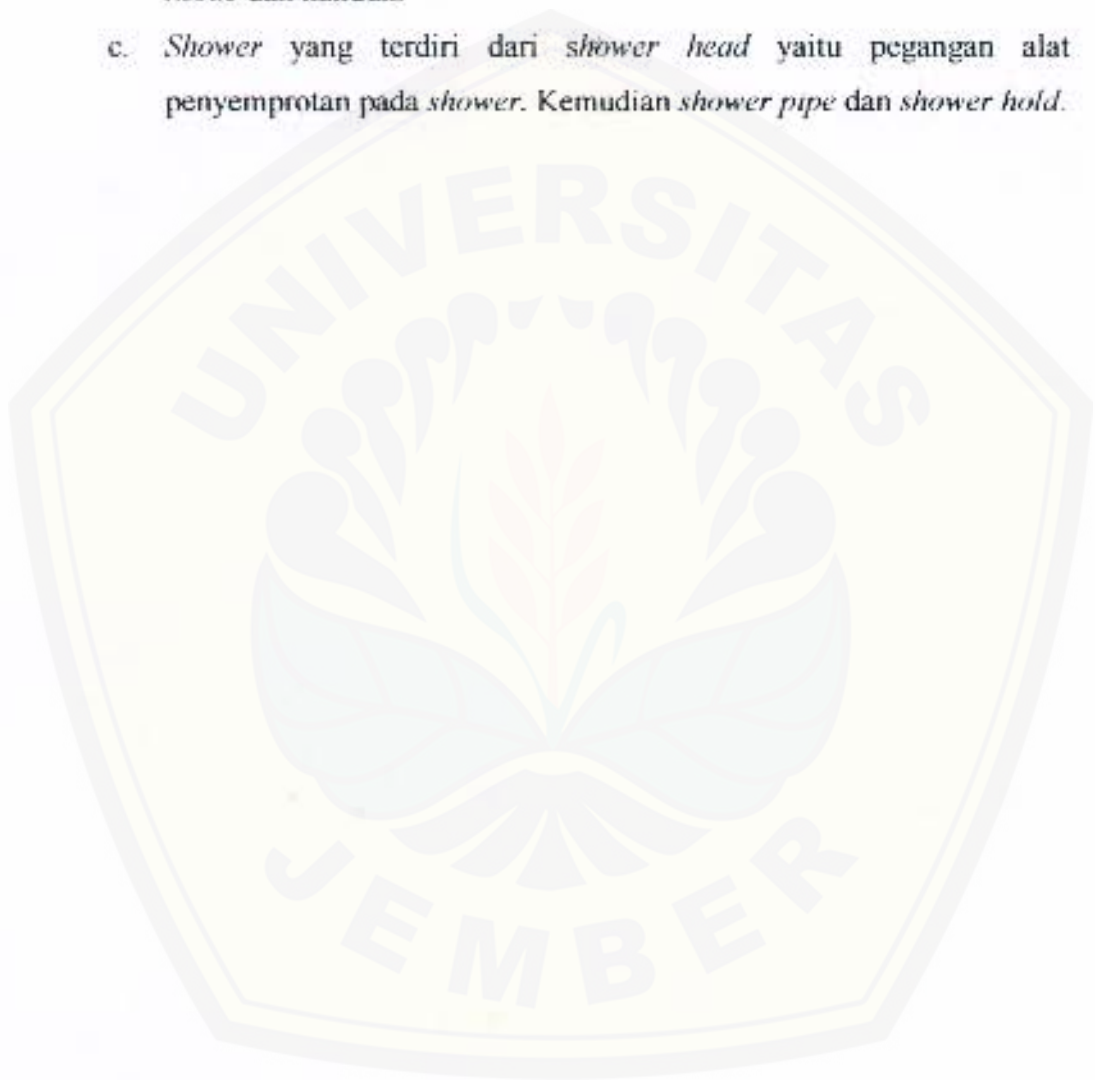 c. Shower yang terdiri dari shower head yaitu pegangan alat
penyemprotan pada shower. Kemudian shower pipe dan shower hold.
UNIVERSITAS
JEMBER